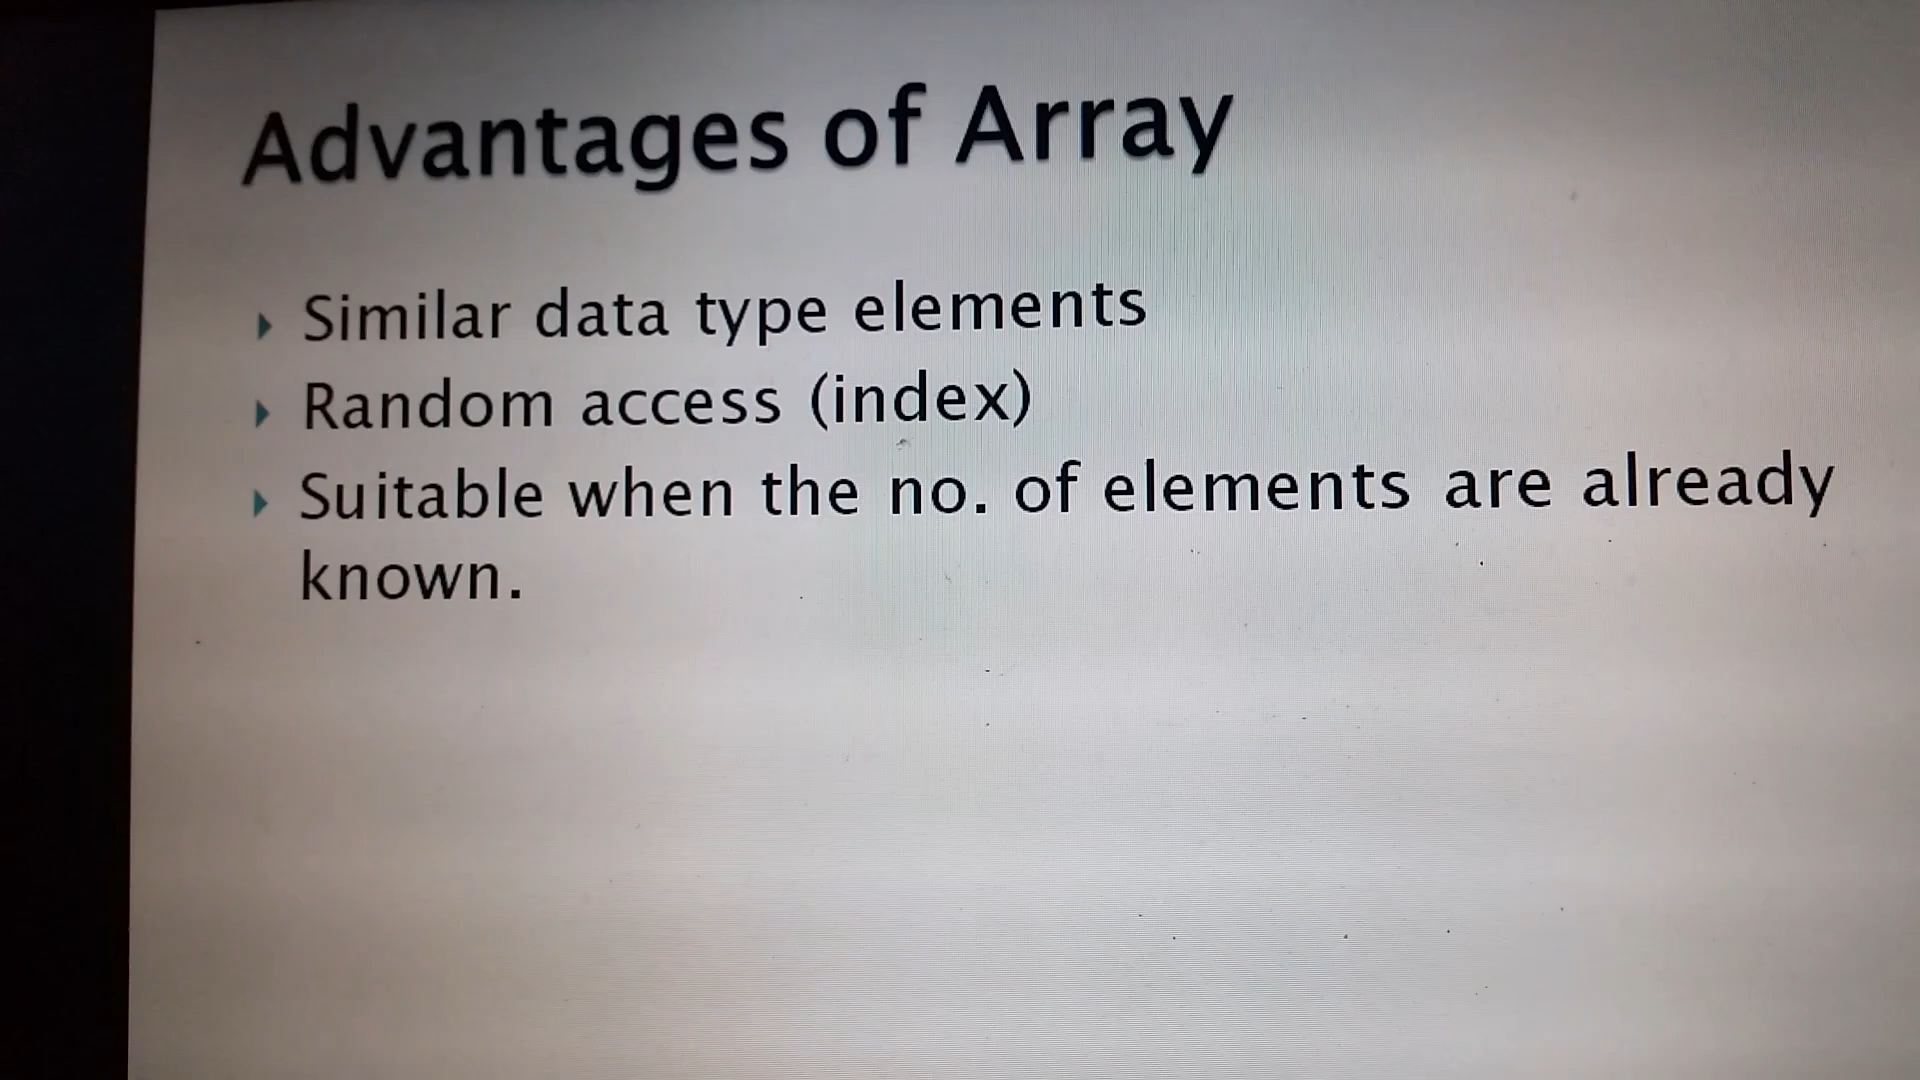 Advantages of Array
Similar data type elements
Random access (index)
Suitable when the no. of elements are already
known.